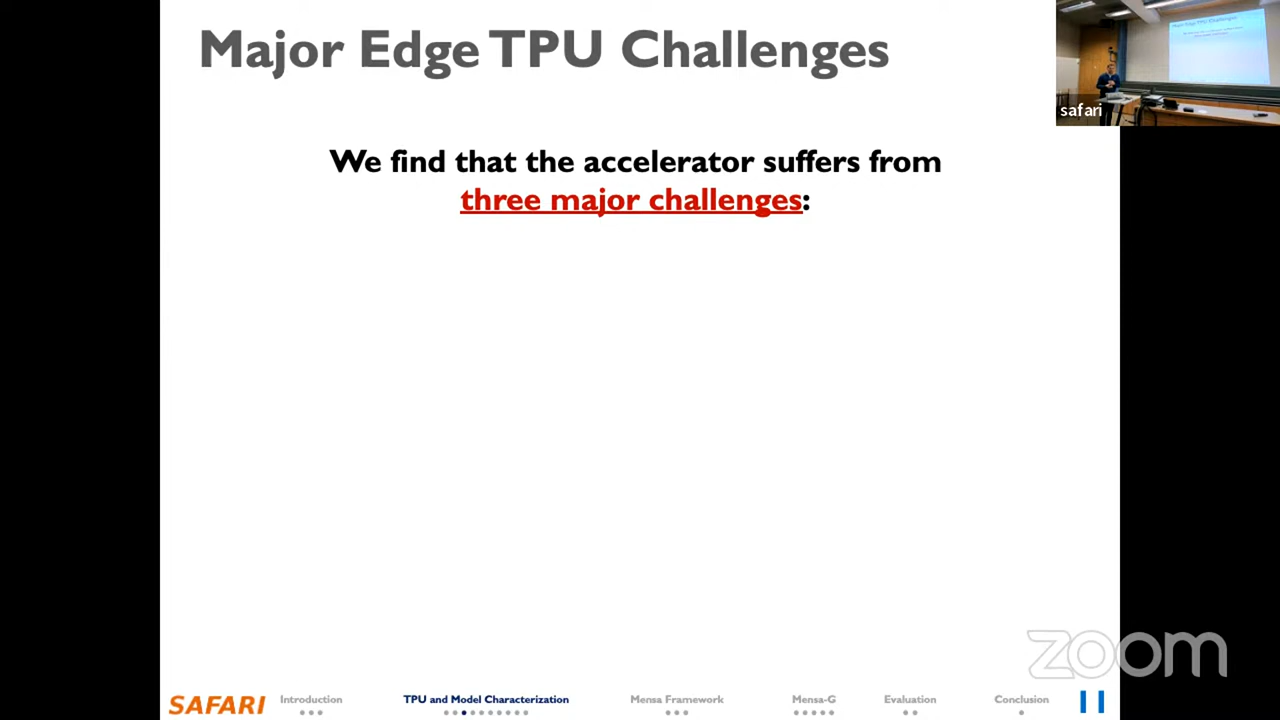 Major Edge TPU Challenges
safari
We find that the accelerator suffers from
three major challenges:
zoom
SAFARI
Introduction
TPU and Model Characterization
Mensa Framework
Mensa-G
Evaluation
Conclusion
11